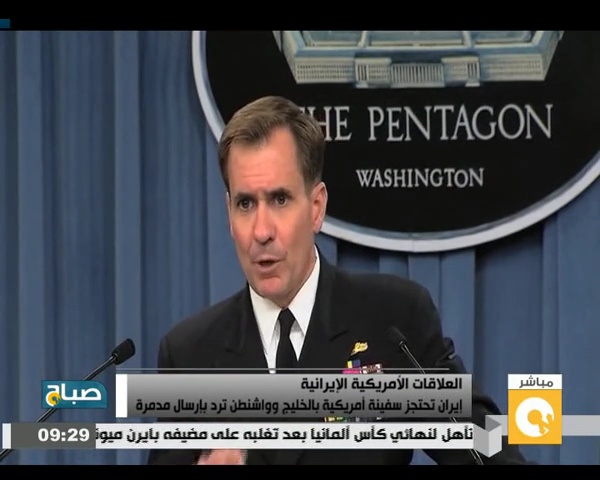 THE PENTAGON
WASHINGTON
العلاقات الأمريكية الإيرانية
إيران تحتجز سفينة أمريكية بالخليج وواشنطن ترد بإرسال مدمرة
صباح
مباشر
09:29
تأهل لنهائي كأس ألمانيا بعد تغلبه على مضيفه بايرن ميون